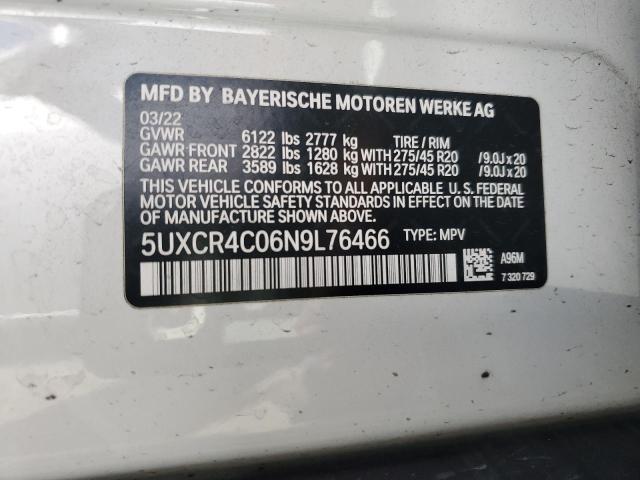 MFD BY BAYERISCHE MOTOREN WERKE AG
03/22
GVWR 6122 lbs 2777 kg TIRE / RIM
GAWR FRONT 2822 lbs 1280 kg WITH 275/45 R20 /9.0J x 20
GAWR REAR 3589 lbs 1628 kg WITH 275/45 R20 /9.0J x 20
THIS VEHICLE CONFORMS TO ALL APPLICABLE U. S. FEDERAL
MOTOR VEHICLE SAFETY STANDARDS IN EFFECT ON THE
DATE OF MANUFACTURE SHOWN ABOVE.
5UXCR4C06N9L76466 TYPE: MPV
A96M
7 320 729